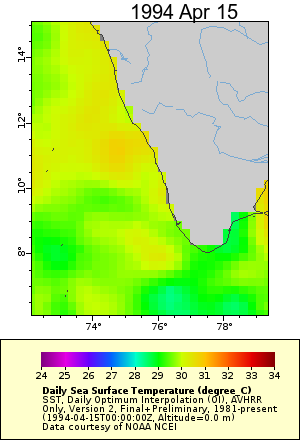 1994 Apr 15
14°
12°
10°
8°
74° 76° 78°
24 25 26 27 28 29 30 31 32 33 34
Daily Sea Surface Temperature (degree_C)
SST, Daily Optimum Interpolation (OI), AVHRR
Only, Version 2, Final+Preliminary, 1981-present
(1994-04-15T00:00:00Z, Altitude=0.0 m)
Data courtesy of NOAA NCEI